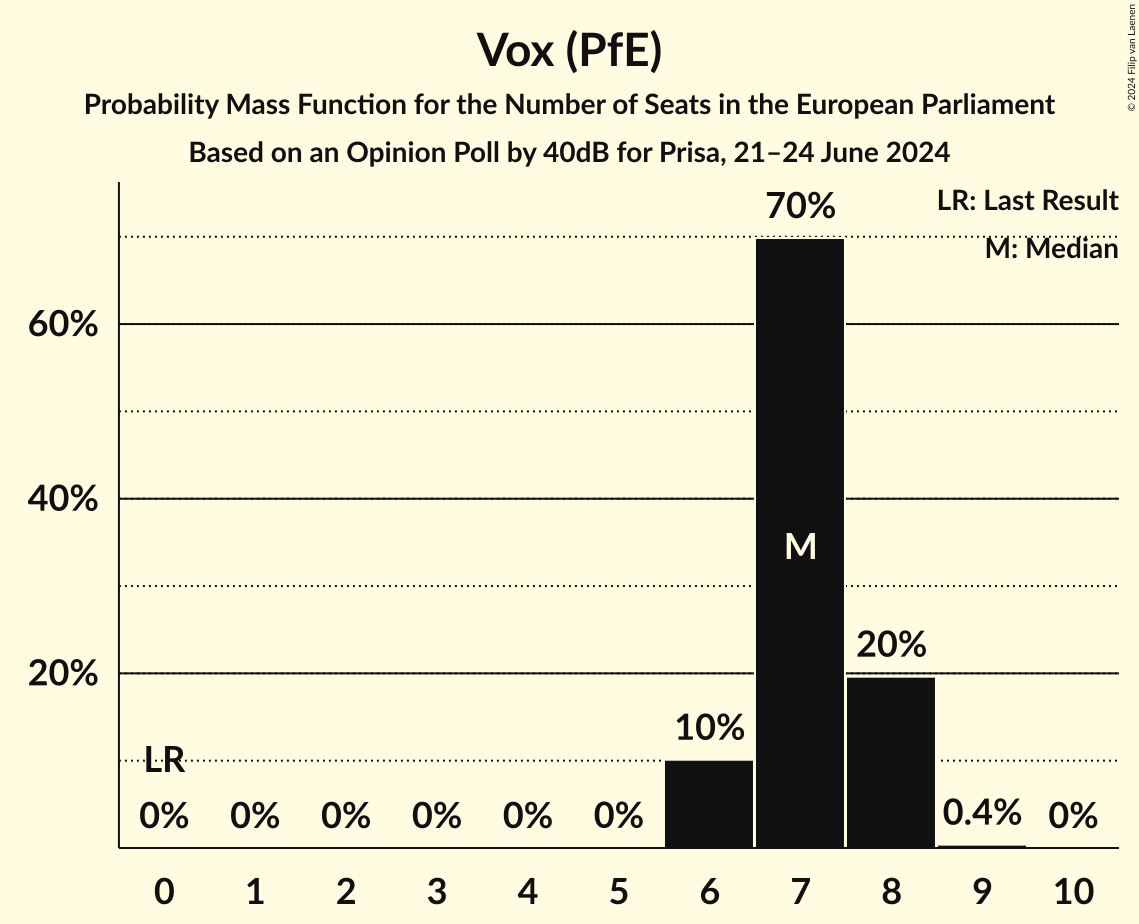 Vox (PfE)
Probability Mass Function for the Number of Seats in the European Parliament
Based on an Opinion Poll by 40dB for Prisa, 21–24 June 2024
© 2024 Filip van Laenen
LR: Last Result
M: Median
70%
60%
40%
M
20%
20%
10%
LR
0% 0% 0% 0% 0% 0% 0.4% 0%
0 1 2 3 4 5 6 7 8 9 10